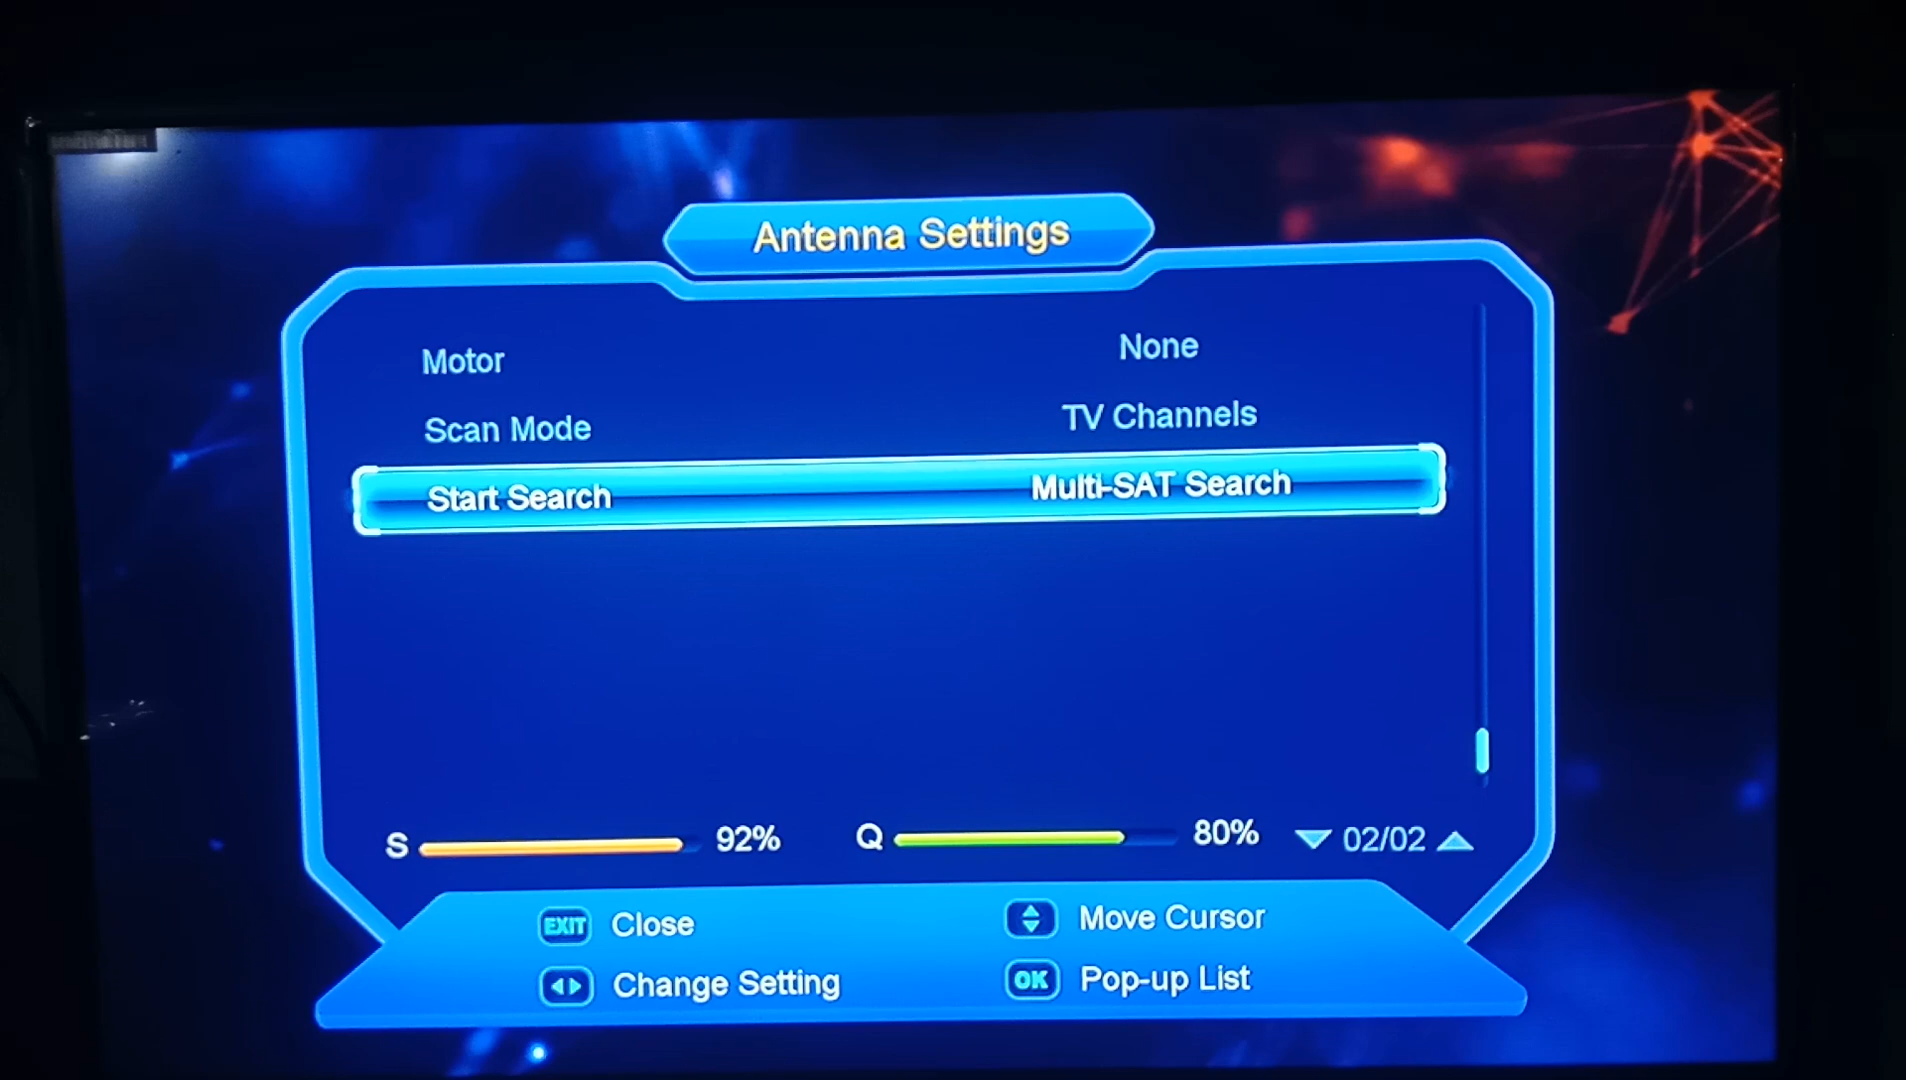 Antenna Settings
Motor None
Scan Mode TV Channels
Start Search Multi-SAT Search
S 92% Q 80% 02/02
EXIT Close Move Cursor
Change Setting OK Pop-up List